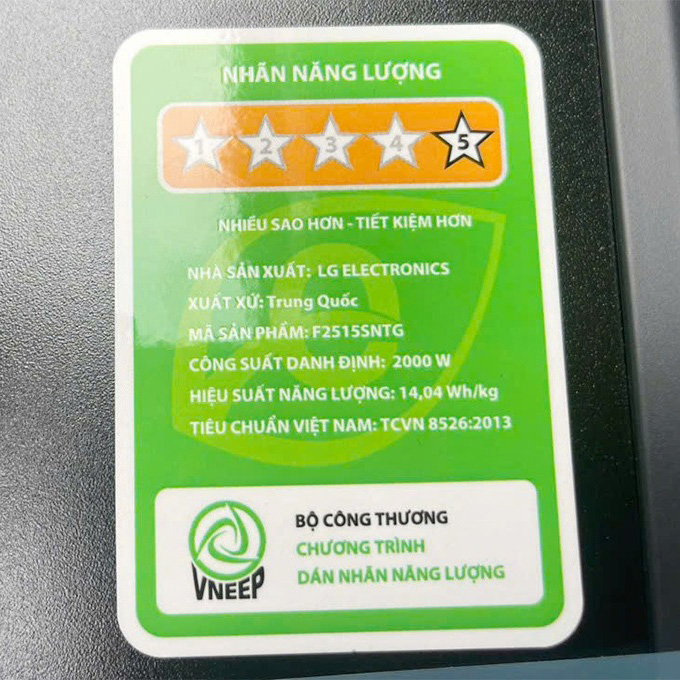 NHÃN NĂNG LƯỢNG
1 2 3 4 5
NHIỀU SAO HƠN - TIẾT KIỆM HƠN
NHÀ SẢN XUẤT: LG ELECTRONICS
XUẤT XỨ: Trung Quốc
MÃ SẢN PHẨM: F2515SNTG
CÔNG SUẤT DANH ĐỊNH: 2000 W
HIỆU SUẤT NĂNG LƯỢNG: 14,04 Wh/kg
TIÊU CHUẨN VIỆT NAM: TCVN 8526:2013
BỘ CÔNG THƯƠNG
CHƯƠNG TRÌNH
DÁN NHÃN NĂNG LƯỢNG
VNEEP